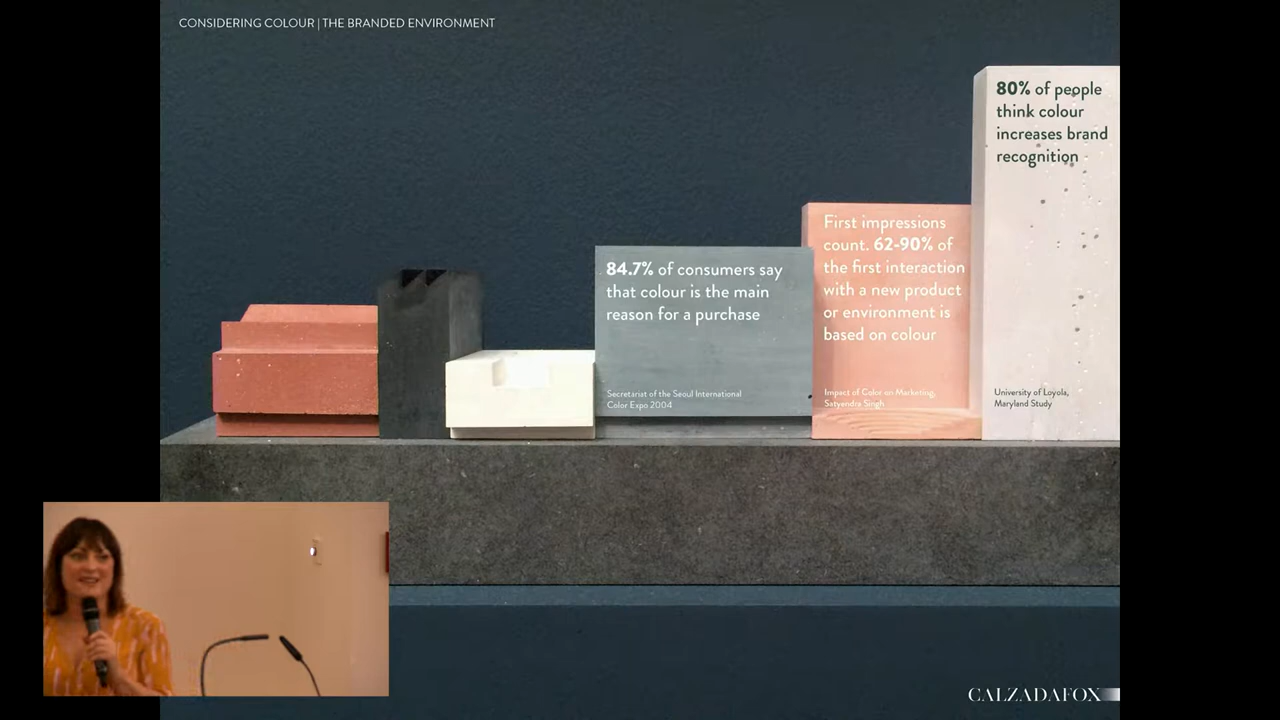 CONSIDERING COLOUR | THE BRANDED ENVIRONMENT
84.7% of consumers say
that colour is the main
reason for a purchase
Secretariat of the Seoul International
Color Expo 2004
First impressions
count. 62-90% of
the first interaction
with a new product
or environment is
based on colour
Impact of Color on Marketing,
Satyendra Singh
80% of people
think colour
increases brand
recognition
University of Loyola,
Maryland Study
CALZADAFOX